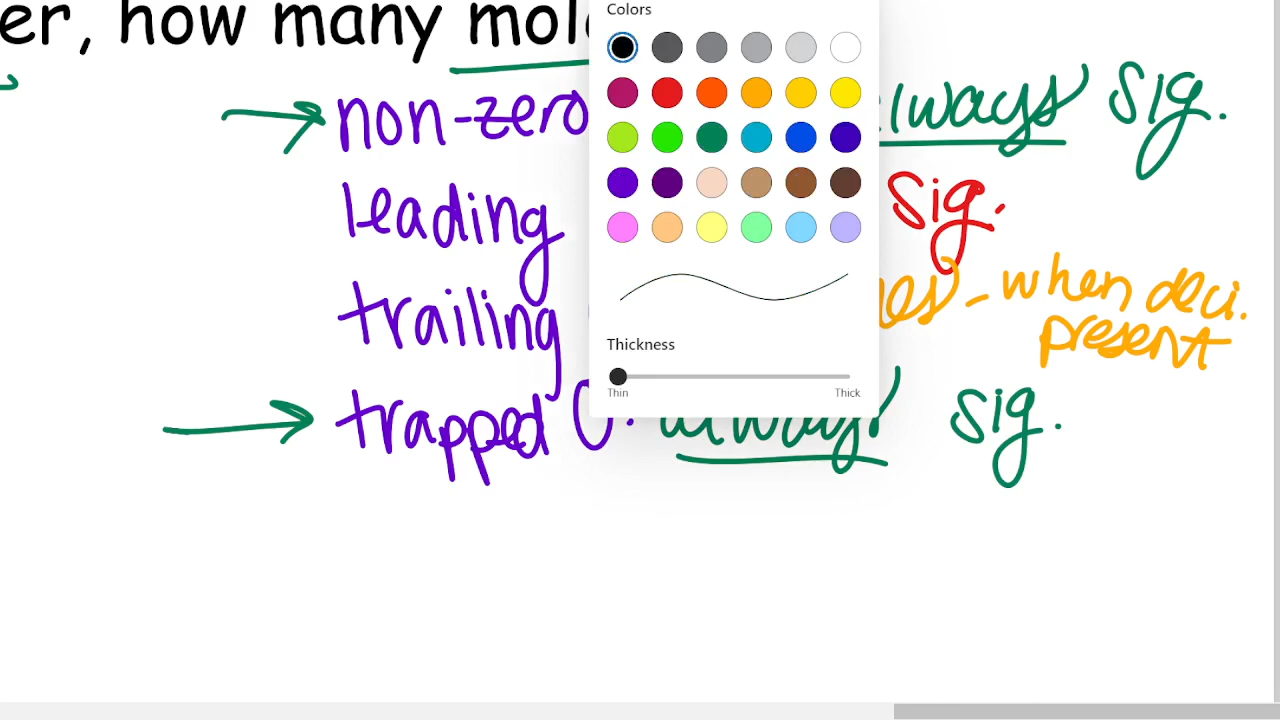 er, how many mol
Colors
non-zero always sig.
leading sig.
trailing - when deci.
present
Thickness
Thin Thick
trapped 0: always sig.